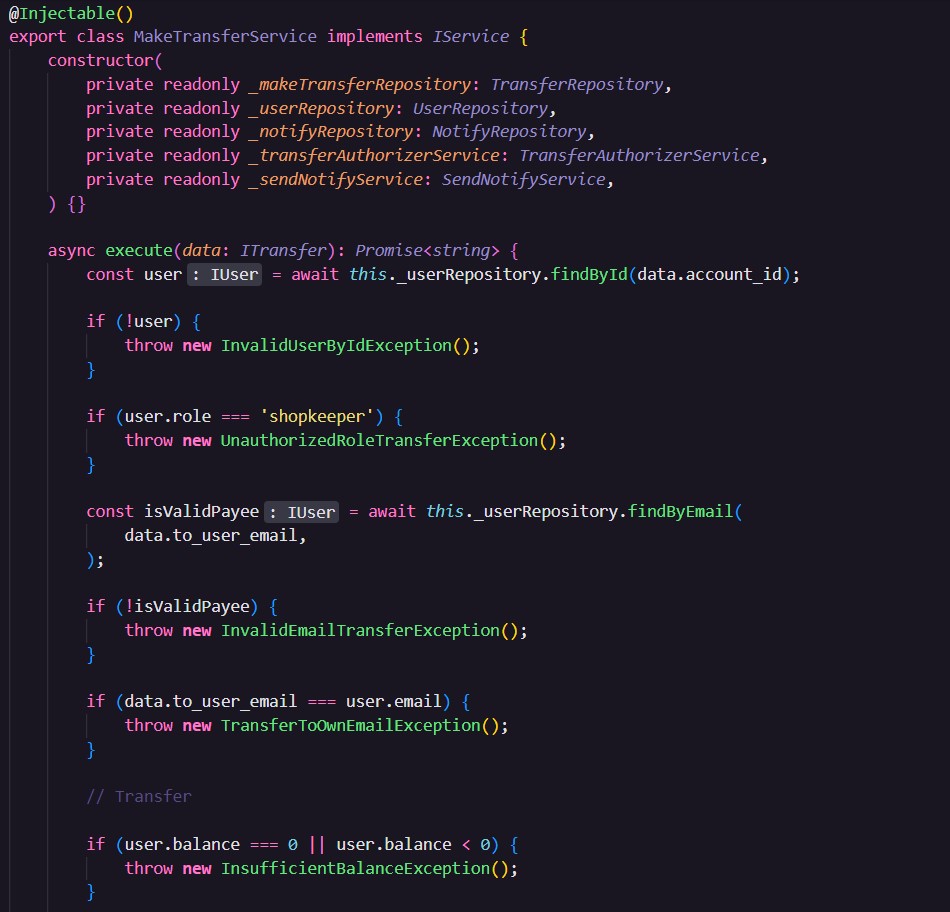 @Injectable()
export class MakeTransferService implements IService {
    constructor(
        private readonly _makeTransferRepository: TransferRepository,
        private readonly _userRepository: UserRepository,
        private readonly _notifyRepository: NotifyRepository,
        private readonly _transferAuthorizerService: TransferAuthorizerService,
        private readonly _sendNotifyService: SendNotifyService,
    ) {}

    async execute(data: ITransfer): Promise<string> {
        const user : IUser = await this._userRepository.findById(data.account_id);

        if (!user) {
            throw new InvalidUserByIdException();
        }

        if (user.role === 'shopkeeper') {
            throw new UnauthorizedRoleTransferException();
        }

        const isValidPayee : IUser = await this._userRepository.findByEmail(
            data.to_user_email,
        );

        if (!isValidPayee) {
            throw new InvalidEmailTransferException();
        }

        if (data.to_user_email === user.email) {
            throw new TransferToOwnEmailException();
        }

        // Transfer

        if (user.balance === 0 || user.balance < 0) {
            throw new InsufficientBalanceException();
        }